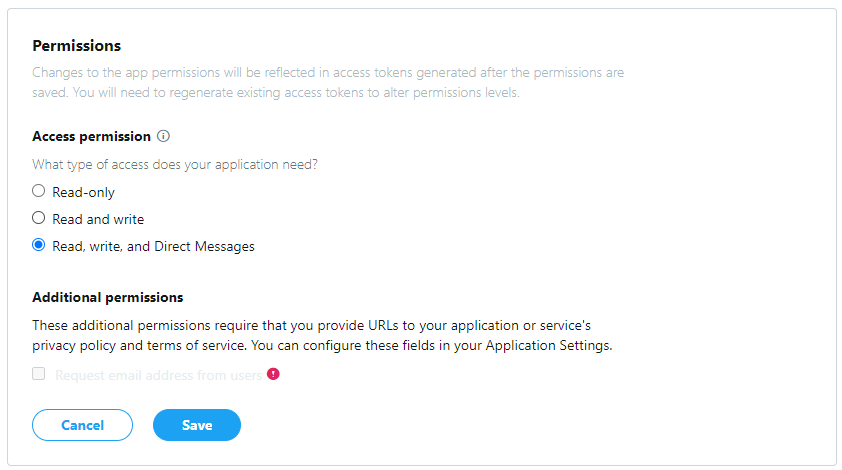 Permissions
Changes to the app permissions will be reflected in access tokens generated after the permissions are
saved. You will need to regenerate existing access tokens to alter permissions levels.
Access permission
What type of access does your application need?
Read-only
Read and write
Read, write, and Direct Messages
Additional permissions
These additional permissions require that you provide URLs to your application or service's
privacy policy and terms of service. You can configure these fields in your Application Settings.
Request email address from users
Cancel Save